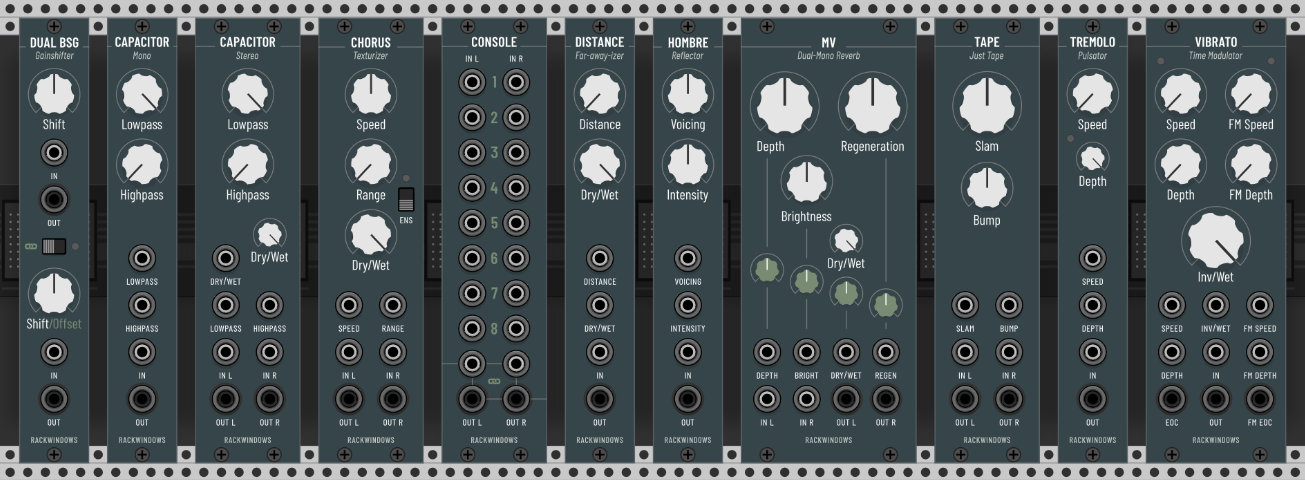 DUAL BSG
Gainshifter
Shift
IN
OUT
Shift/Offset
IN
OUT
RACKWINDOWS
CAPACITOR
Mono
Lowpass
Highpass
LOWPASS
HIGHPASS
IN
OUT
RACKWINDOWS
CAPACITOR
Stereo
Lowpass
Highpass
Dry/Wet
DRY/WET
LOWPASS HIGHPASS
IN L IN R
OUT L OUT R
RACKWINDOWS
CHORUS
Texturizer
Speed
Range
ENS
Dry/Wet
SPEED RANGE
IN L IN R
OUT L OUT R
RACKWINDOWS
CONSOLE
IN L IN R
1
2
3
4
5
6
7
8
OUT L OUT R
RACKWINDOWS
DISTANCE
Far-away-izer
Distance
Dry/Wet
DISTANCE
DRY/WET
IN
OUT
RACKWINDOWS
HOMBRE
Reflector
Voicing
Intensity
VOICING
INTENSITY
IN
OUT
RACKWINDOWS
MV
Dual-Mono Reverb
Depth Regeneration
Brightness
Dry/Wet
DEPTH BRIGHT DRY/WET REGEN
IN L IN R OUT L OUT R
RACKWINDOWS
TAPE
Just Tape
Slam
Bump
SLAM BUMP
IN L IN R
OUT L OUT R
RACKWINDOWS
TREMOLO
Pulsator
Speed
Depth
SPEED
DEPTH
IN
OUT
RACKWINDOWS
VIBRATO
Time Modulator
Speed FM Speed
Depth FM Depth
Inv/Wet
SPEED INV/WET FM SPEED
DEPTH IN FM DEPTH
EOC OUT FM EOC
RACKWINDOWS